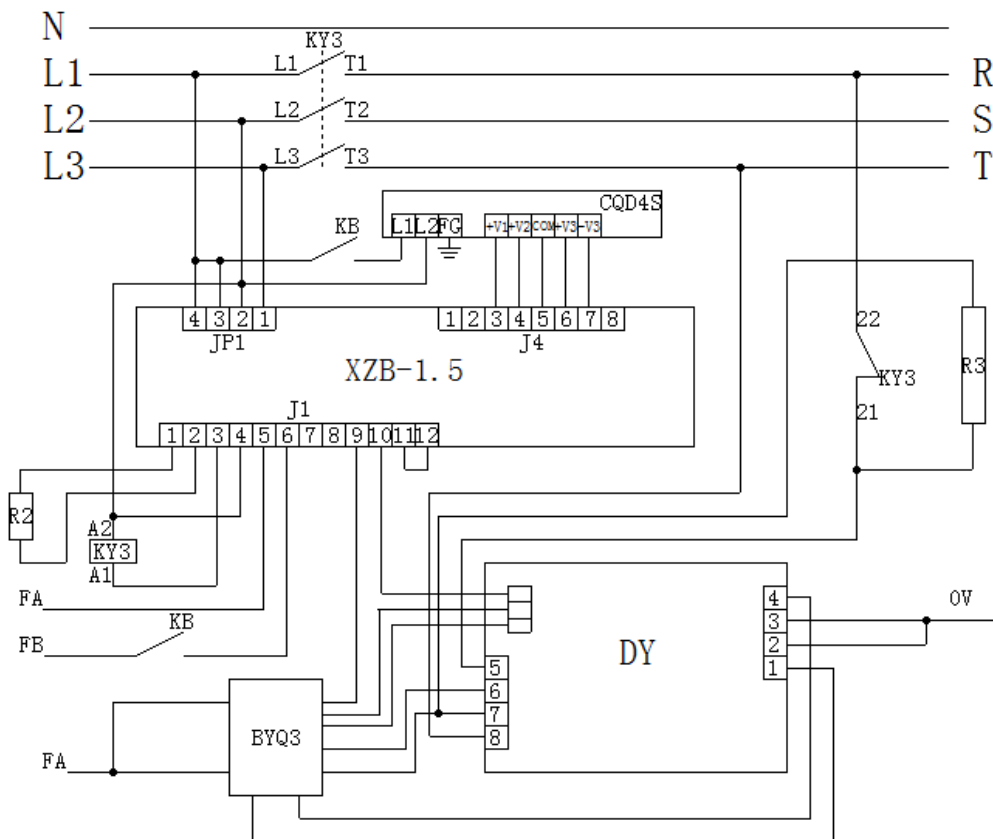 N
KY3
L1 L1 T1 R
L2 L2 T2 S
L3 L3 T3 T
CQD4S
KB L1 L2 FG +V1 +V2 COM +V3 -V3
4 3 2 1 1 2 3 4 5 6 7 8
JP1 J4
22
XZB-1.5 KY3 R3
J1 21
1 2 3 4 5 6 7 8 9 10 11 12
R2
A2
KY3
A1
FA 4 0V
FB KB 3
DY 2
5 1
6
BYQ3 7
8
FA